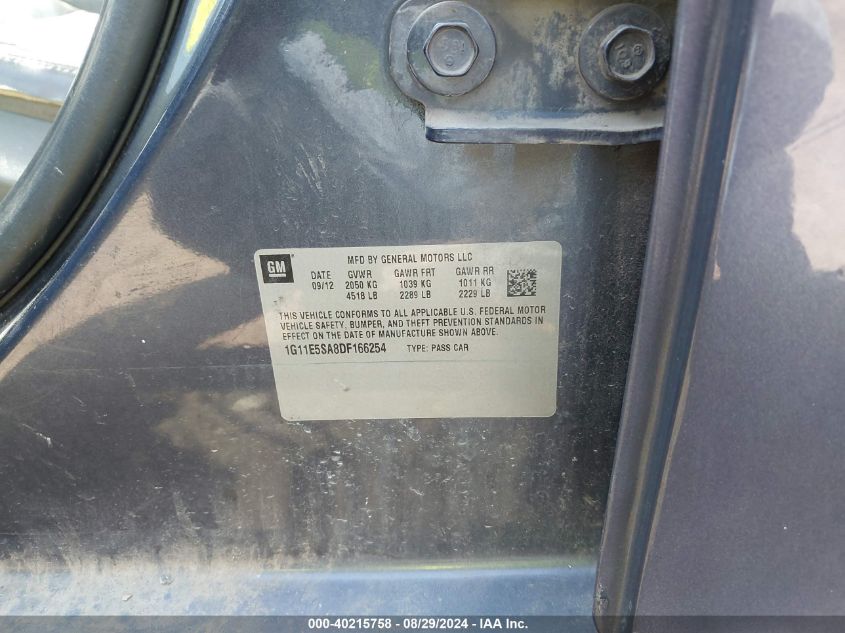 GM
MFD BY GENERAL MOTORS LLC
DATE GVWR GAWR FRT GAWR RR
09/12 2050 KG 1039 KG 1011 KG
4518 LB 2289 LB 2229 LB
THIS VEHICLE CONFORMS TO ALL APPLICABLE U.S. FEDERAL MOTOR
VEHICLE SAFETY, BUMPER, AND THEFT PREVENTION STANDARDS IN
EFFECT ON THE DATE OF MANUFACTURE SHOWN ABOVE.
1G11E5SA8DF166254 TYPE: PASS CAR
000-40215758 - 08/29/2024 - IAA Inc.